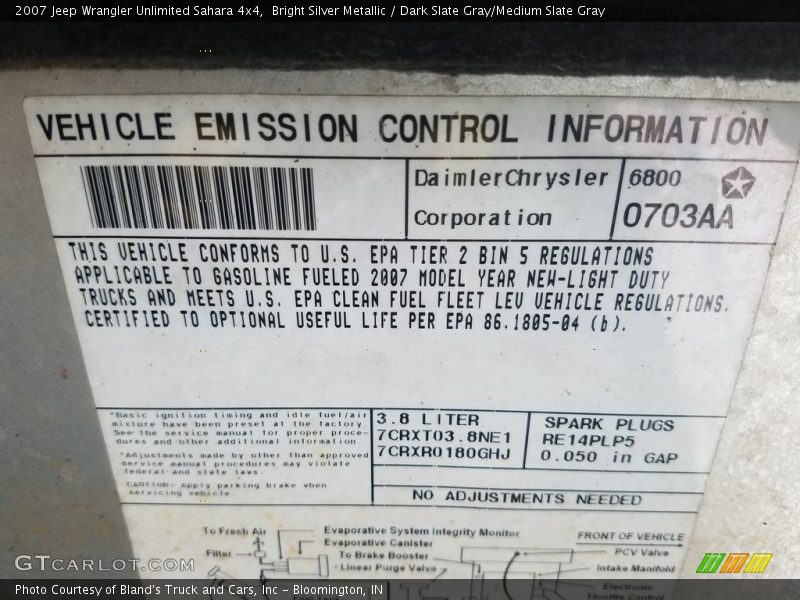 2007 Jeep Wrangler Unlimited Sahara 4x4,  Bright Silver Metallic / Dark Slate Gray/Medium Slate Gray
VEHICLE EMISSION CONTROL INFORMATION
DaimlerChrysler
Corporation
6800
0703AA
THIS VEHICLE CONFORMS TO U.S. EPA TIER 2 BIN 5 REGULATIONS
APPLICABLE TO GASOLINE FUELED 2007 MODEL YEAR NEW-LIGHT DUTY
TRUCKS AND MEETS U.S. EPA CLEAN FUEL FLEET LEV VEHICLE REGULATIONS.
CERTIFIED TO OPTIONAL USEFUL LIFE PER EPA 86.1805-04 (b).
*Basic ignition timing and idle fuel/air
mixture have been preset at the factory.
See the service manual for proper proce-
dures and other additional information.
*Adjustments made by other than approved
service manual procedures may violate
federal and state laws.
CAUTION: Apply parking brake when
servicing vehicle.
3.8 LITER
7CRXT03.8NE1
7CRXR0180GHJ
SPARK PLUGS
RE14PLP5
0.050 in GAP
NO ADJUSTMENTS NEEDED
To Fresh Air
Filter
Evaporative System Integrity Monitor
Evaporative Canister
To Brake Booster
Linear Purge Valve
FRONT OF VEHICLE
PCV Valve
Intake Manifold
Electronic
Throttle Control
GTCarLot.com
Photo Courtesy of Bland's Truck and Cars, Inc - Bloomington, IN